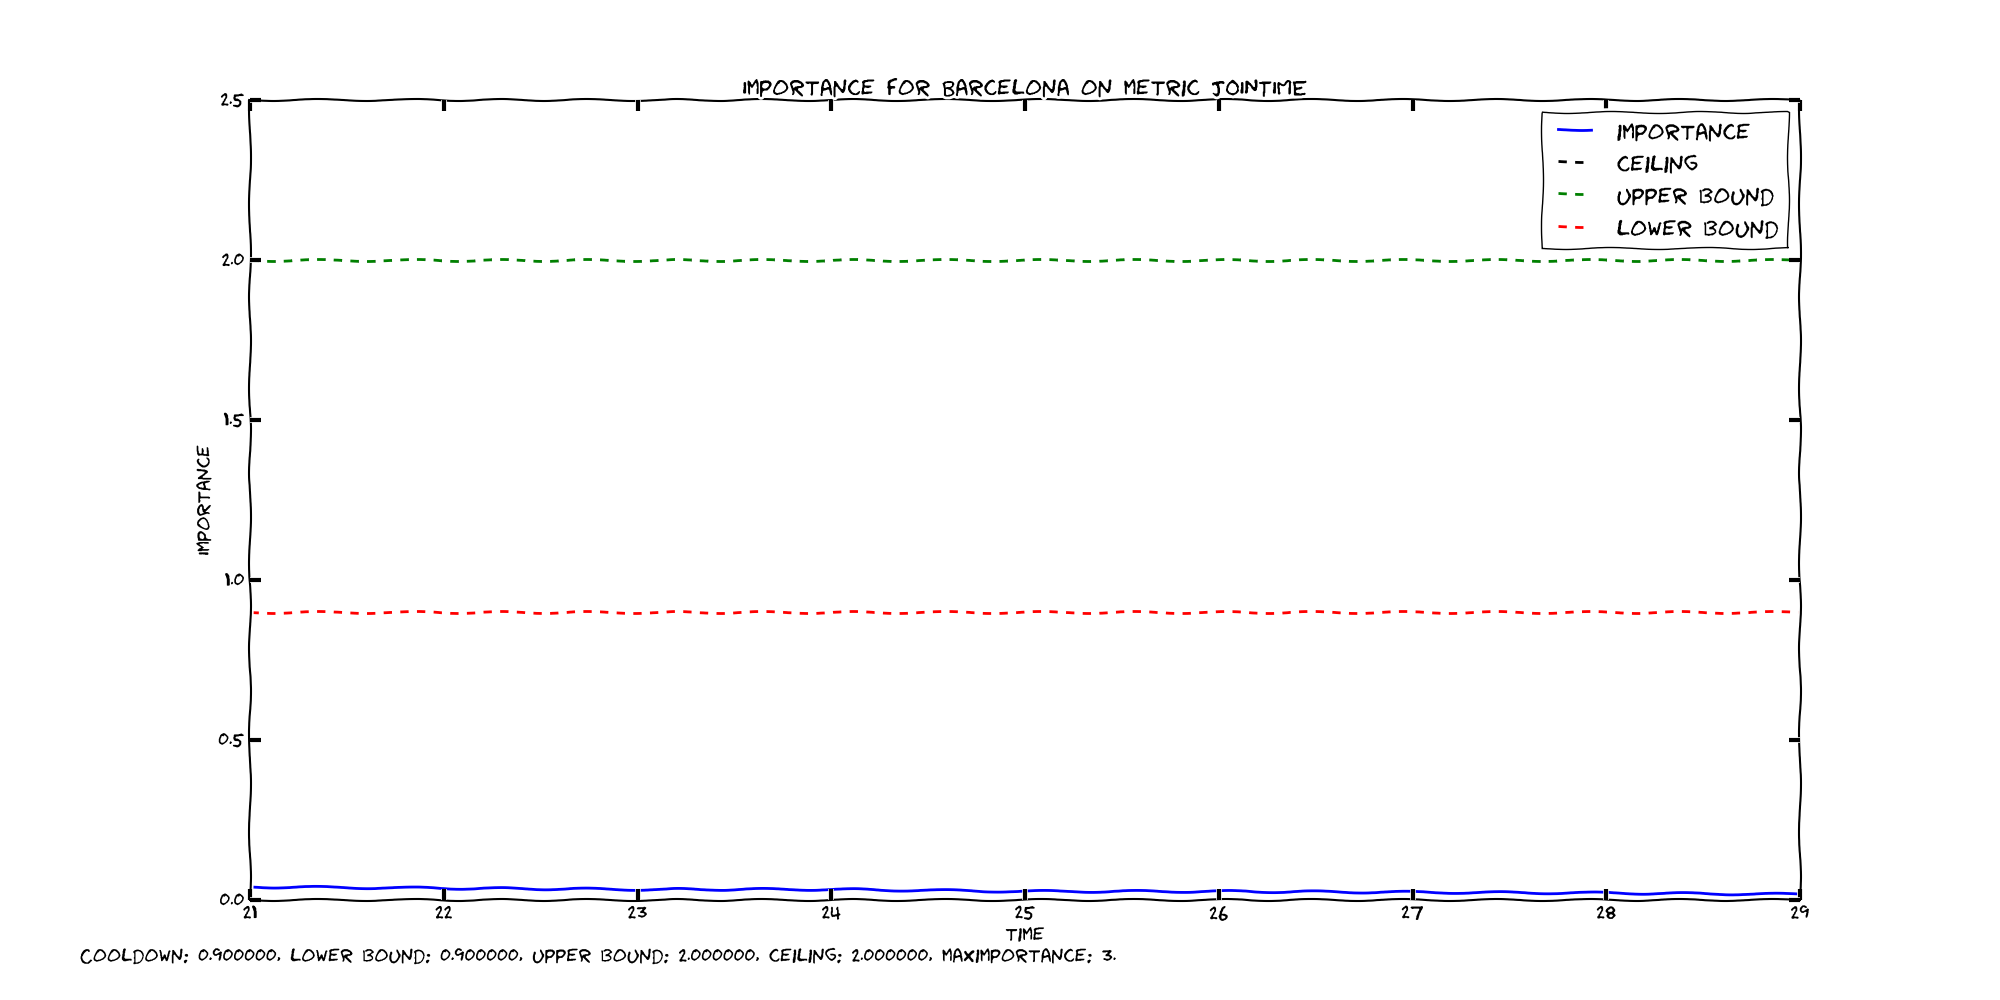 IMPORTANCE FOR BARCELONA ON METRIC JOINTIME
2.5
2.0
1.5
1.0
0.5
0.0
IMPORTANCE
IMPORTANCE
CEILING
UPPER BOUND
LOWER BOUND
21 22 23 24 25 26 27 28 29
TIME
COOLDOWN: 0.900000, LOWER BOUND: 0.900000, UPPER BOUND: 2.000000, CEILING: 2.000000, MAXIMPORTANCE: 3.